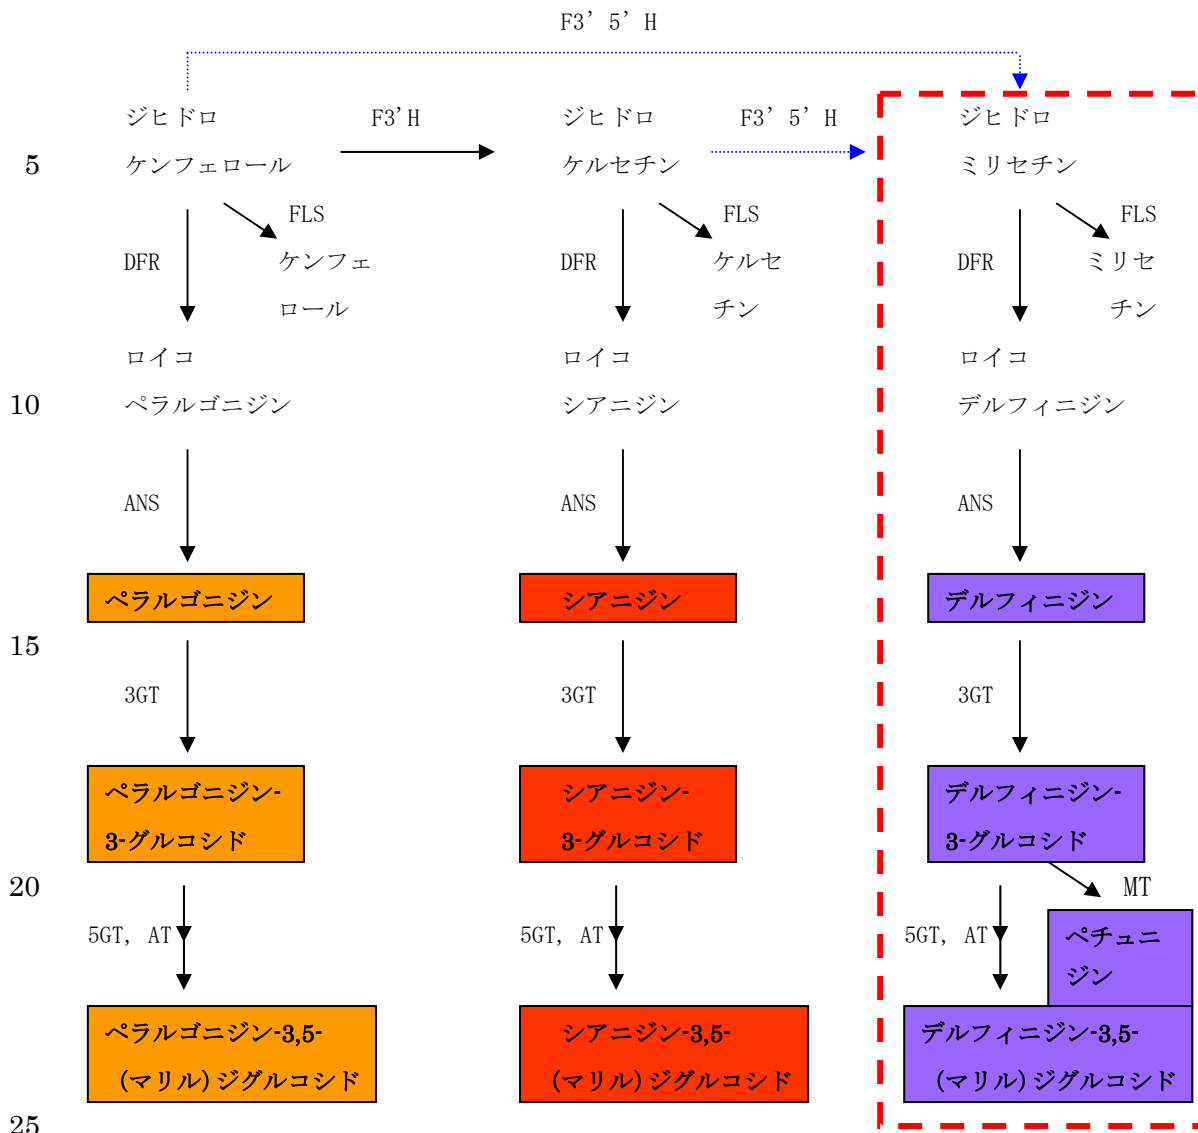 F3’5’H
ジヒドロ
F3'H
ジヒドロ
F3’5’H
ジヒドロ
5
ケンフェロール
ケルセチン
ミリセチン
FLS
FLS
FLS
DFR
ケンフェ
DFR
ケルセ
DFR
ミリセ
ロール
チン
チン
ロイコ
ロイコ
ロイコ
10
ペラルゴニジン
シアニジン
デルフィニジン
ANS
ANS
ANS
ペラルゴニジン
シアニジン
デルフィニジン
15
3GT
3GT
3GT
ペラルゴニジン-
3-グルコシド
シアニジン-
3-グルコシド
デルフィニジン-
3-グルコシド
20
MT
5GT, AT
5GT, AT
5GT, AT
ペチュニ
ジン
ペラルゴニジン-3,5-
(マリル)ジグルコシド
シアニジン-3,5-
(マリル)ジグルコシド
デルフィニジン-3,5-
(マリル)ジグルコシド
25